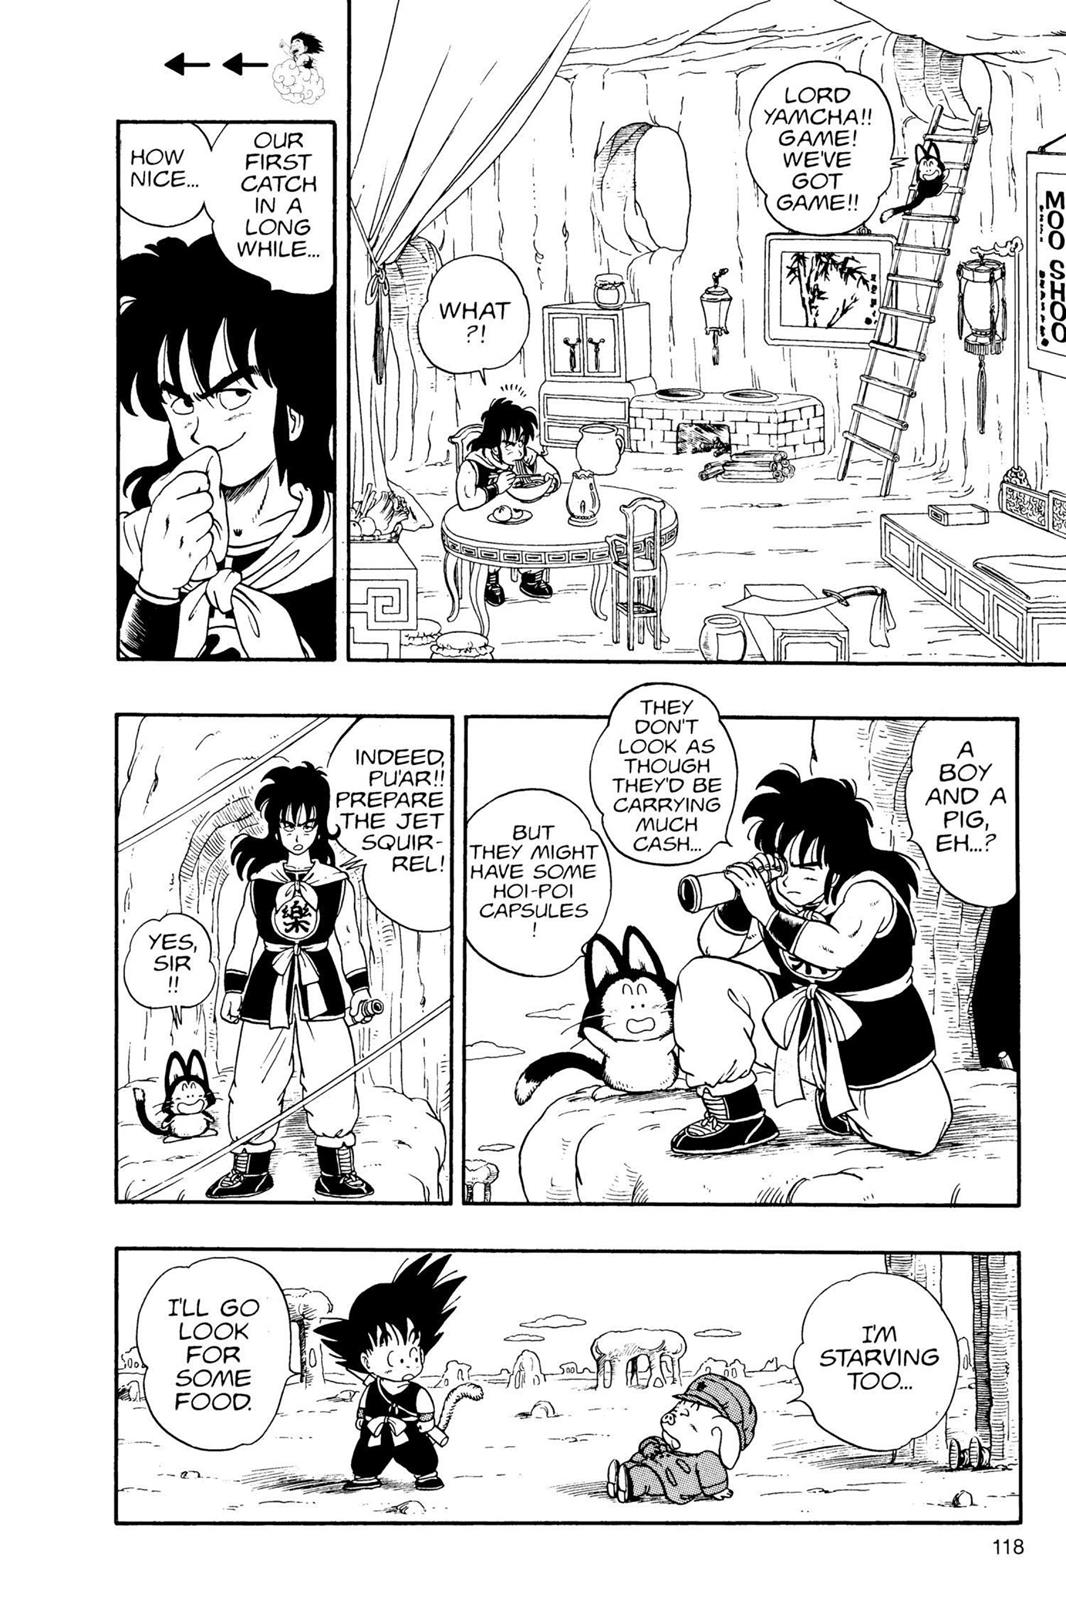 LORD
YAMCHA!!
GAME!
WE'VE
GOT
GAME!!
MOO SHOO
WHAT
?!
OUR
FIRST
CATCH
IN A
LONG
WHILE...
HOW
NICE...
A
BOY
AND A
PIG,
EH...?
THEY
DON'T
LOOK AS
THOUGH
THEY'D BE
CARRYING
MUCH
CASH...
BUT
THEY MIGHT
HAVE SOME
HOI-POI
CAPSULES
!
INDEED,
PU'AR!!
PREPARE
THE JET
SQUIR-
REL!
樂
YES,
SIR
!!
I'M
STARVING
TOO...
I'LL GO
LOOK
FOR
SOME
FOOD.
118